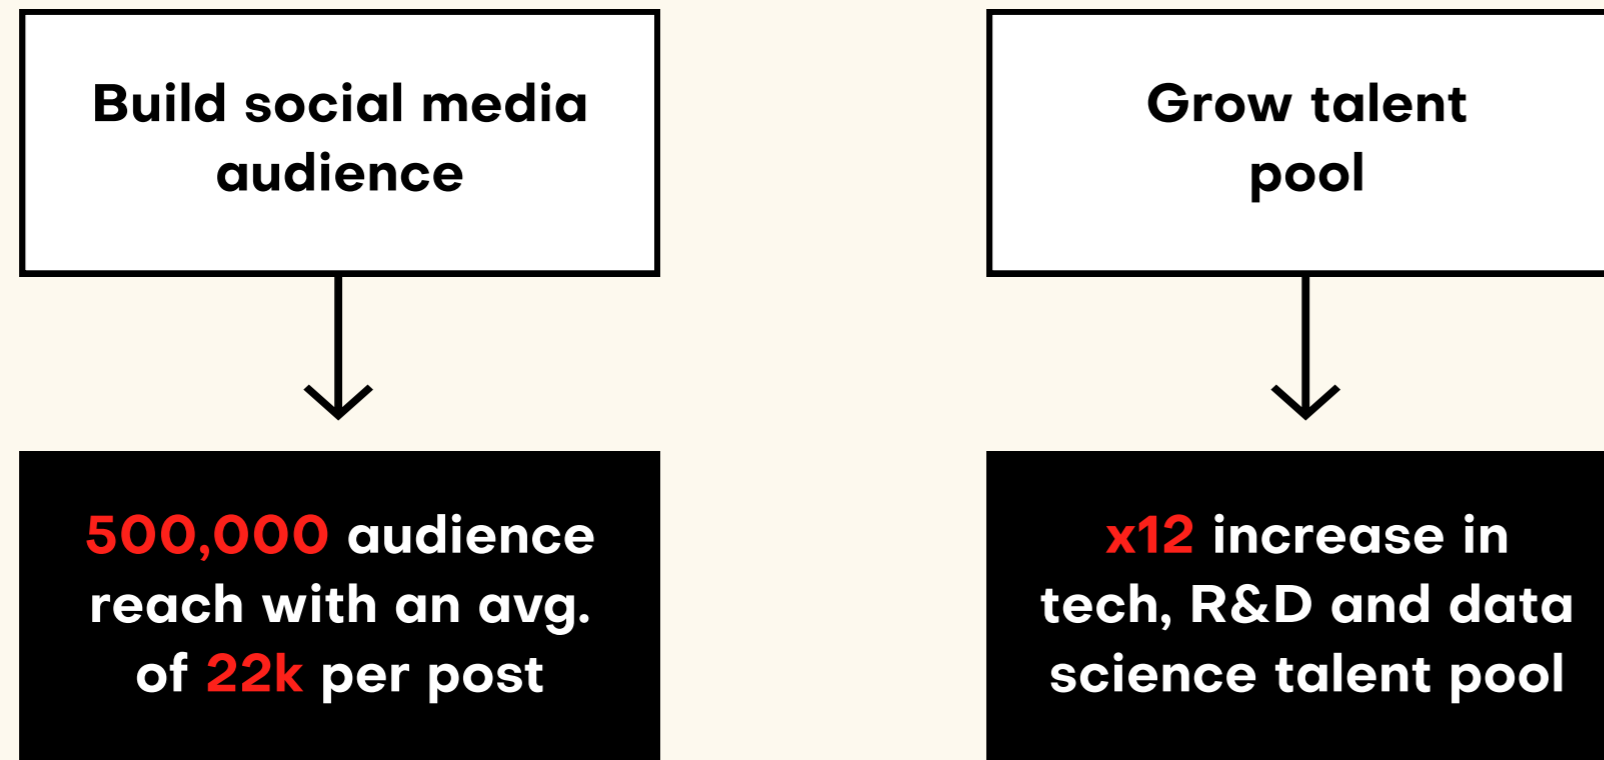 Build social media
audience
500,000 audience
reach with an avg.
of 22k per post
Grow talent
pool
x12 increase in
tech, R&D and data
science talent pool